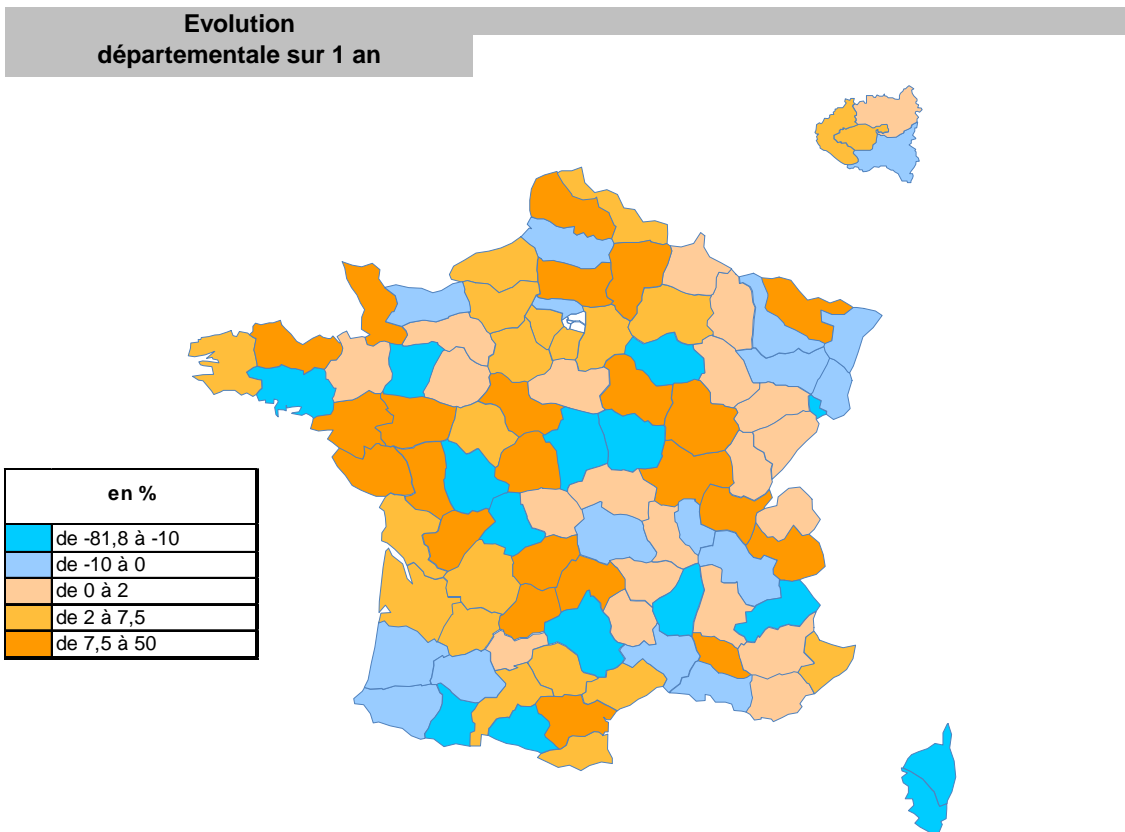 Evolution
départementale sur 1 an
en %
de -81,8 à -10
de -10 à 0
de 0 à 2
de 2 à 7,5
de 7,5 à 50